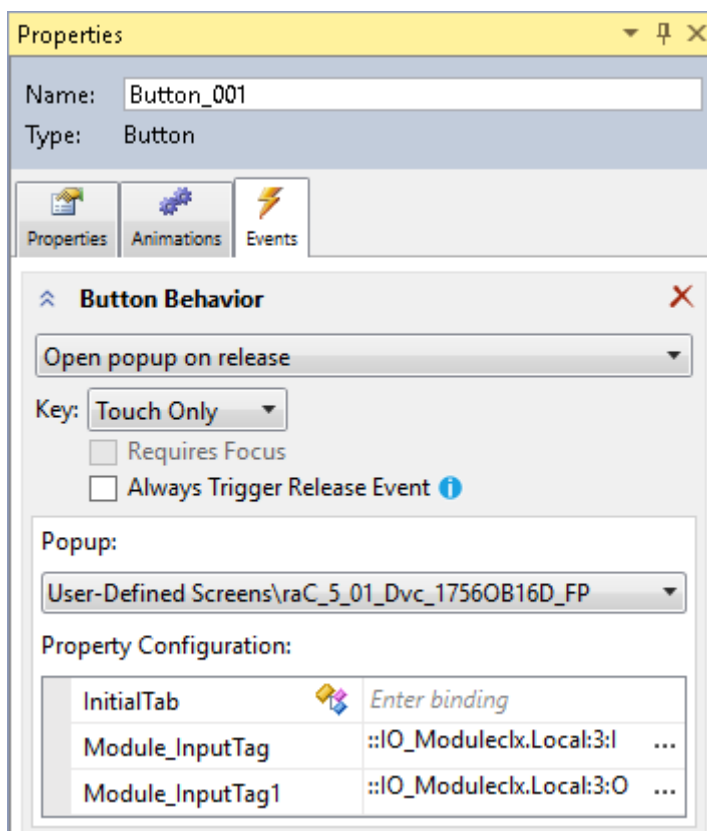 Properties
Name: Button_001
Type: Button
Properties Animations Events
Button Behavior
Open popup on release
Key: Touch Only
Requires Focus
Always Trigger Release Event
Popup:
User-Defined Screens\raC_5_01_Dvc_1756OB16D_FP
Property Configuration:
InitialTab Enter binding
Module_InputTag ::IO_Moduleclx.Local:3:I ...
Module_InputTag1 ::IO_Moduleclx.Local:3:O ...